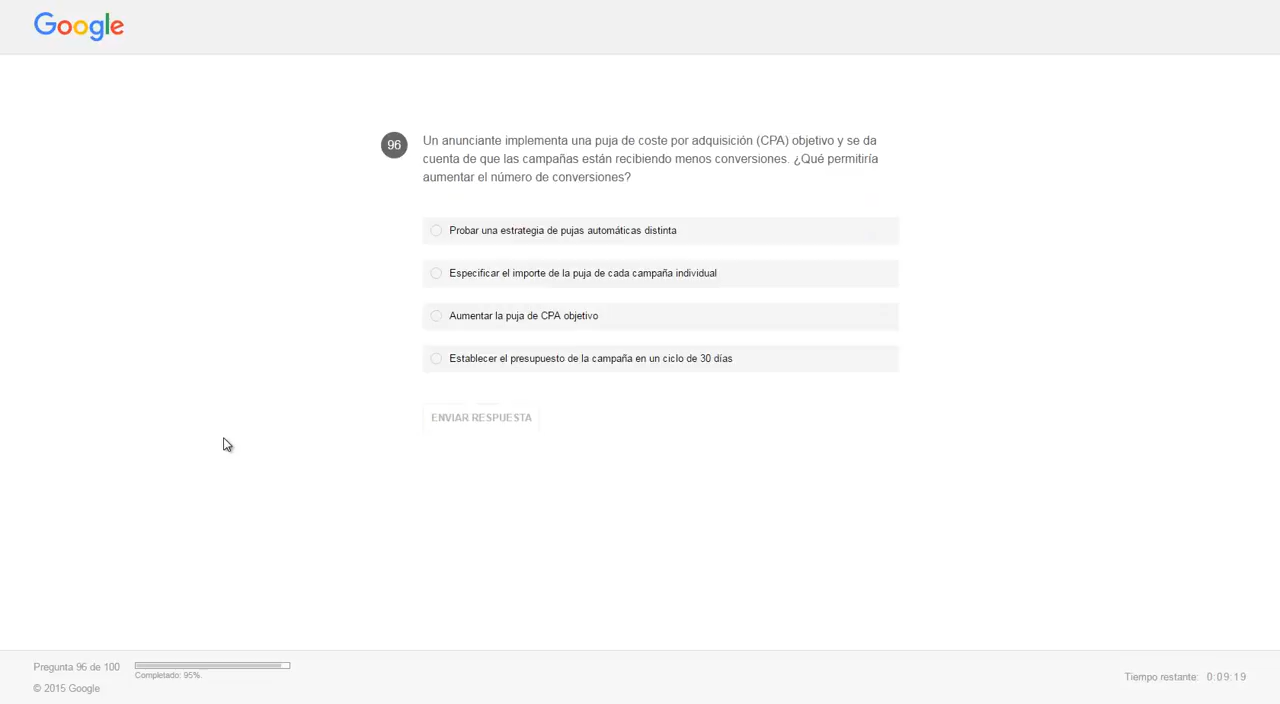 Google
96
Un anunciante implementa una puja de coste por adquisición (CPA) objetivo y se da
cuenta de que las campañas están recibiendo menos conversiones. ¿Qué permitiría
aumentar el número de conversiones?
Probar una estrategia de pujas automáticas distinta
Especificar el importe de la puja de cada campaña individual
Aumentar la puja de CPA objetivo
Establecer el presupuesto de la campaña en un ciclo de 30 días
ENVIAR RESPUESTA
Pregunta 96 de 100
Completado: 95%.
© 2015 Google
Tiempo restante: 0:09:19